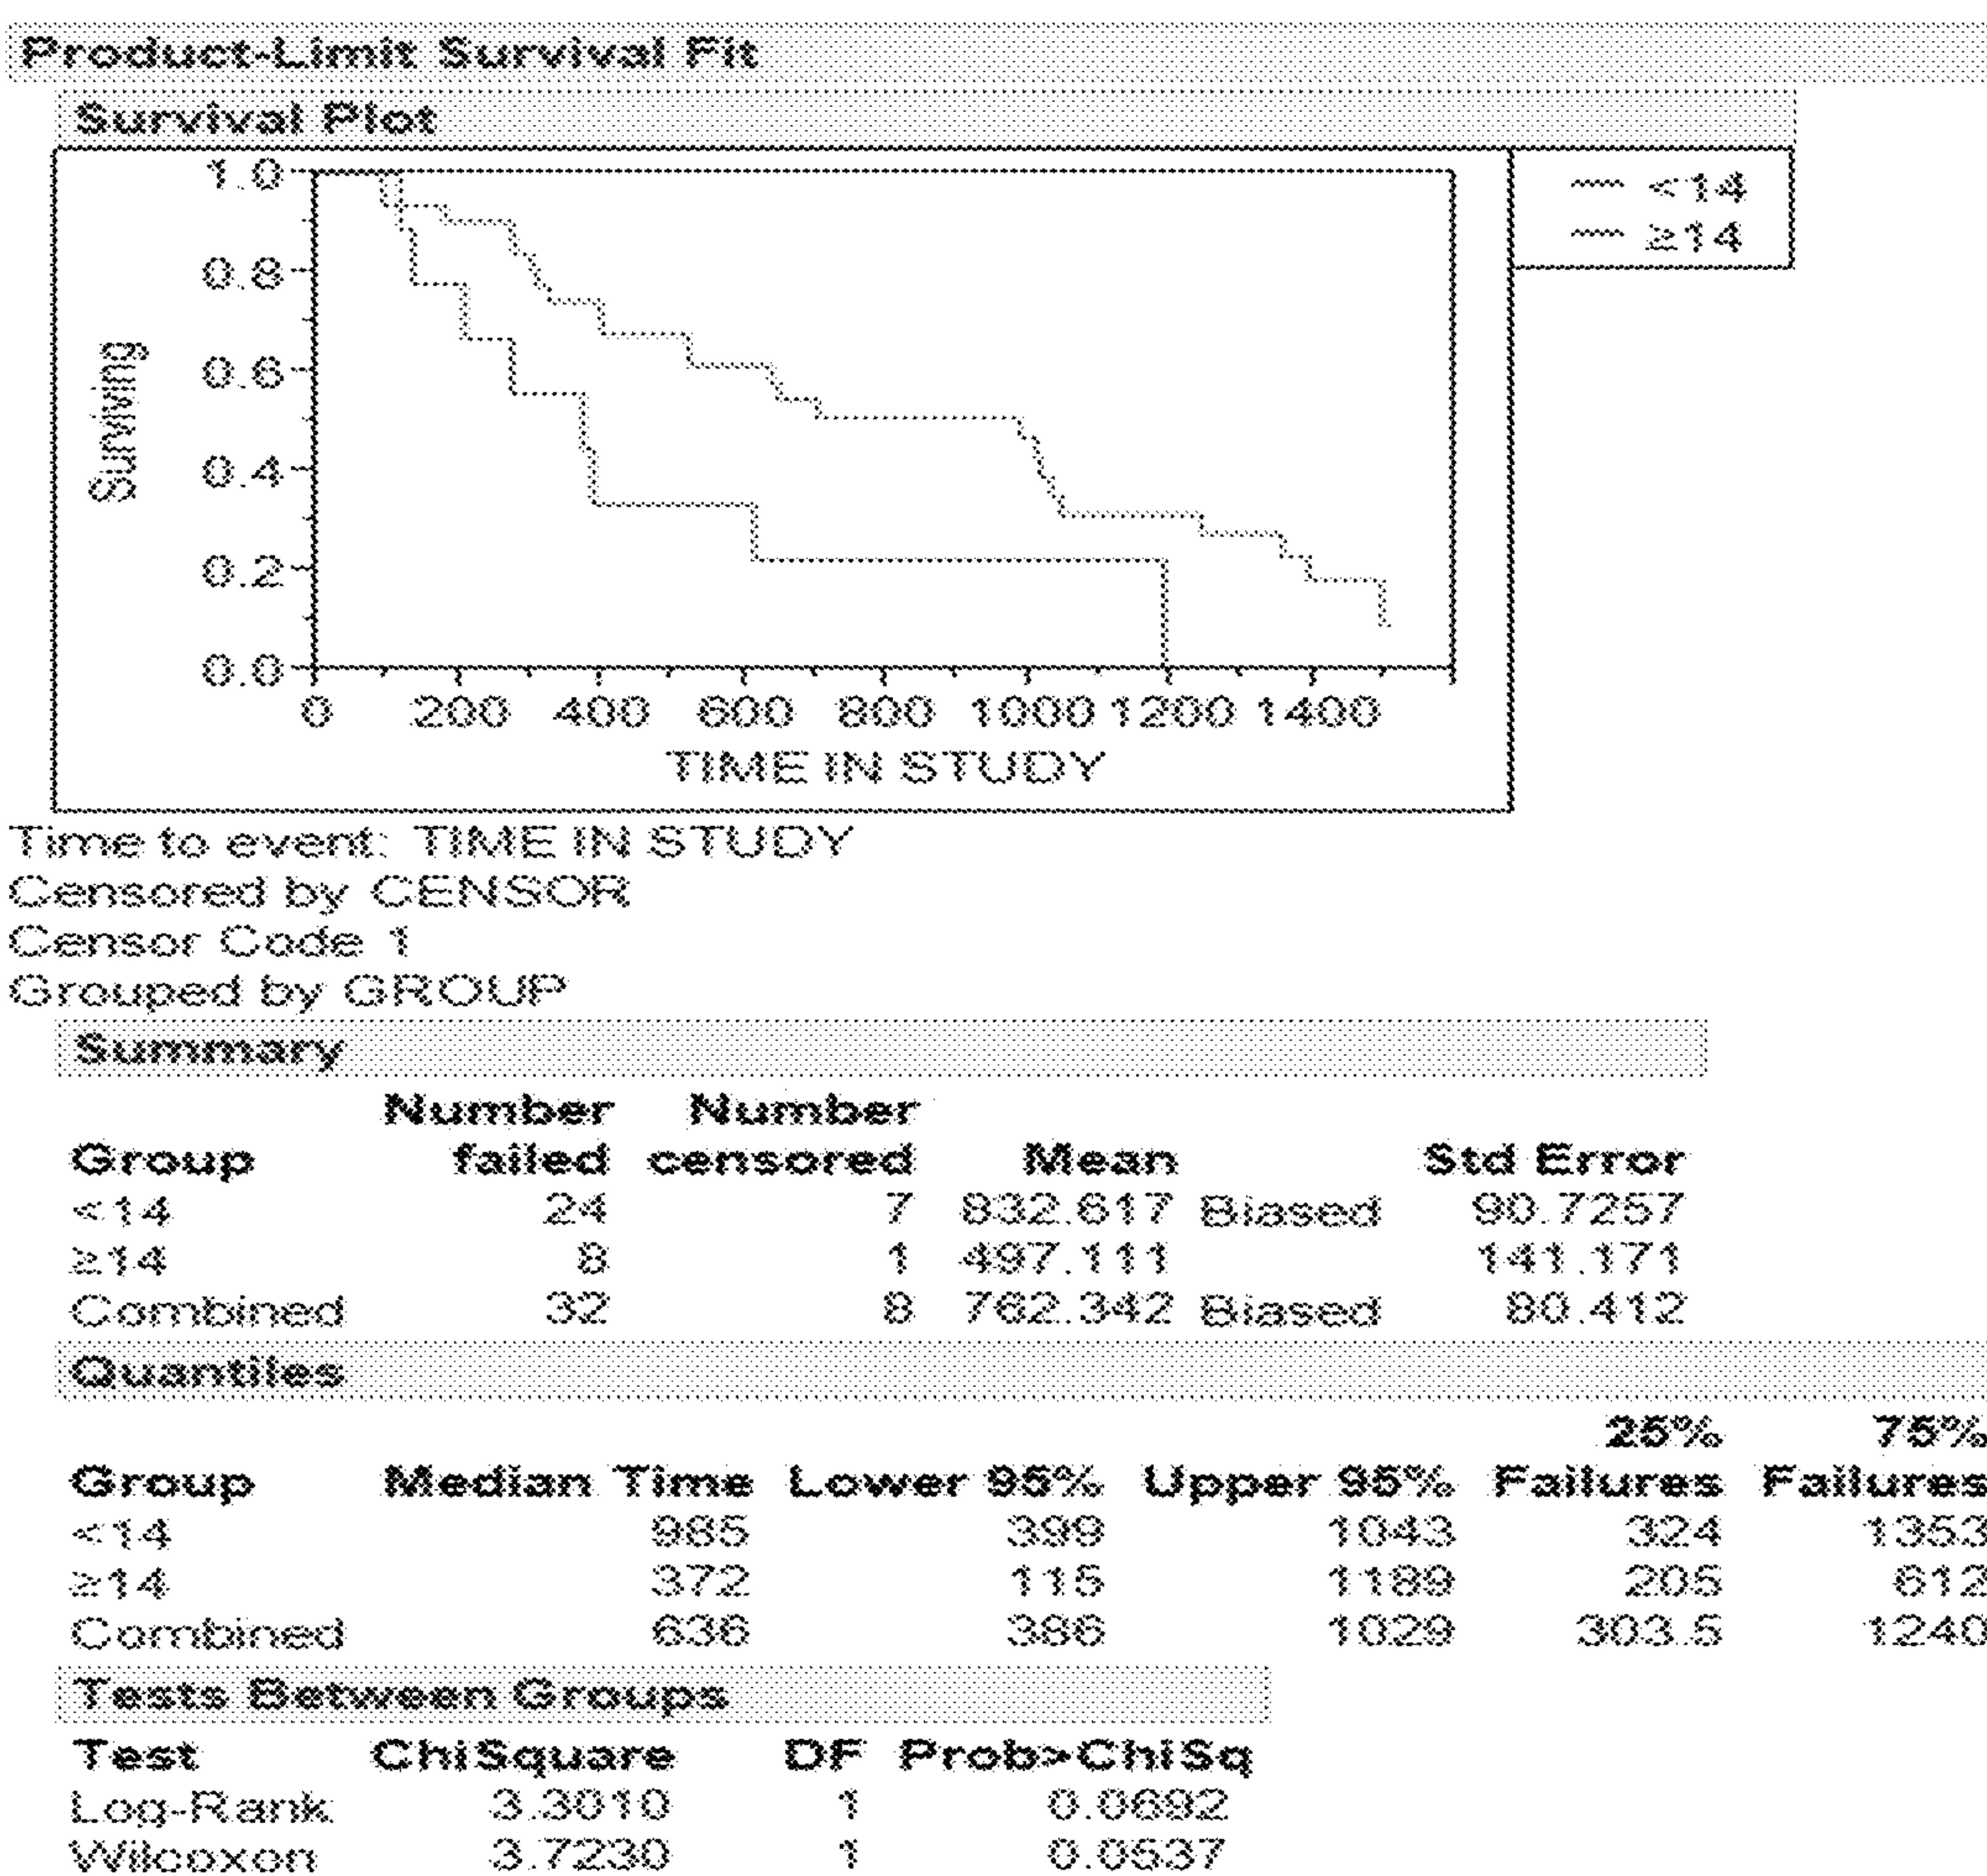 Product-Limit Survival Fit
Survival Plot
1.0
0.8
0.6
0.4
0.2
0.0
Surviving
0 200 400 600 800 1000 1200 1400
TIME IN STUDY
<14
≥14
Time to event: TIME IN STUDY
Censored by CENSOR
Censor Code 1
Grouped by GROUP
Summary
Number Number
Group failed censored Mean Std Error
<14 24 7 832.617 Biased 90.7257
≥14 8 1 497.111 141.171
Combined 32 8 762.342 Biased 80.412
Quantiles
25% 75%
Group Median Time Lower 95% Upper 95% Failures Failures
<14 985 399 1043 324 1353
≥14 372 115 1189 205 612
Combined 636 386 1029 303.5 1240
Tests Between Groups
Test ChiSquare DF Prob>ChiSq
Log-Rank 3.3010 1 0.0692
Wilcoxon 3.7230 1 0.0537